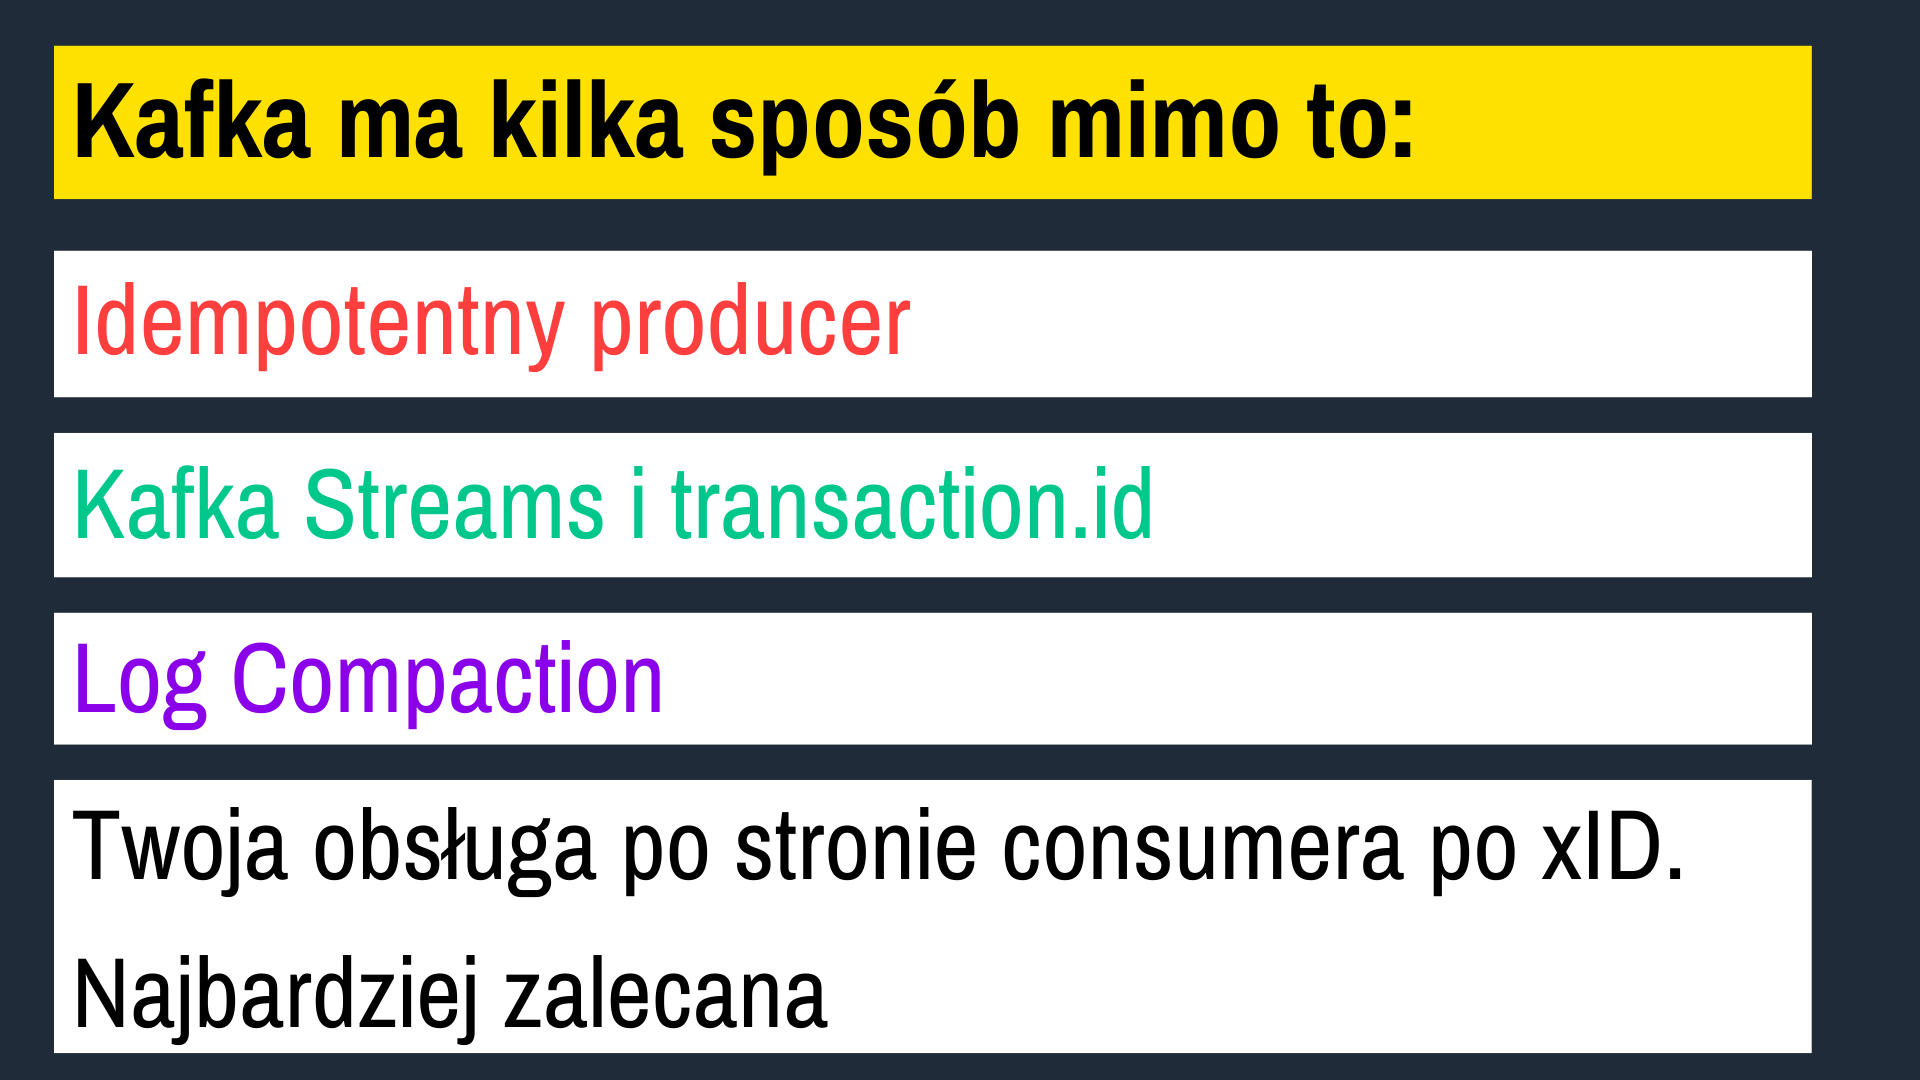 Kafka ma kilka sposób mimo to:
Idempotentny producer
Kafka Streams i transaction.id
Log Compaction
Twoja obsługa po stronie consumera po xID.
Najbardziej zalecana